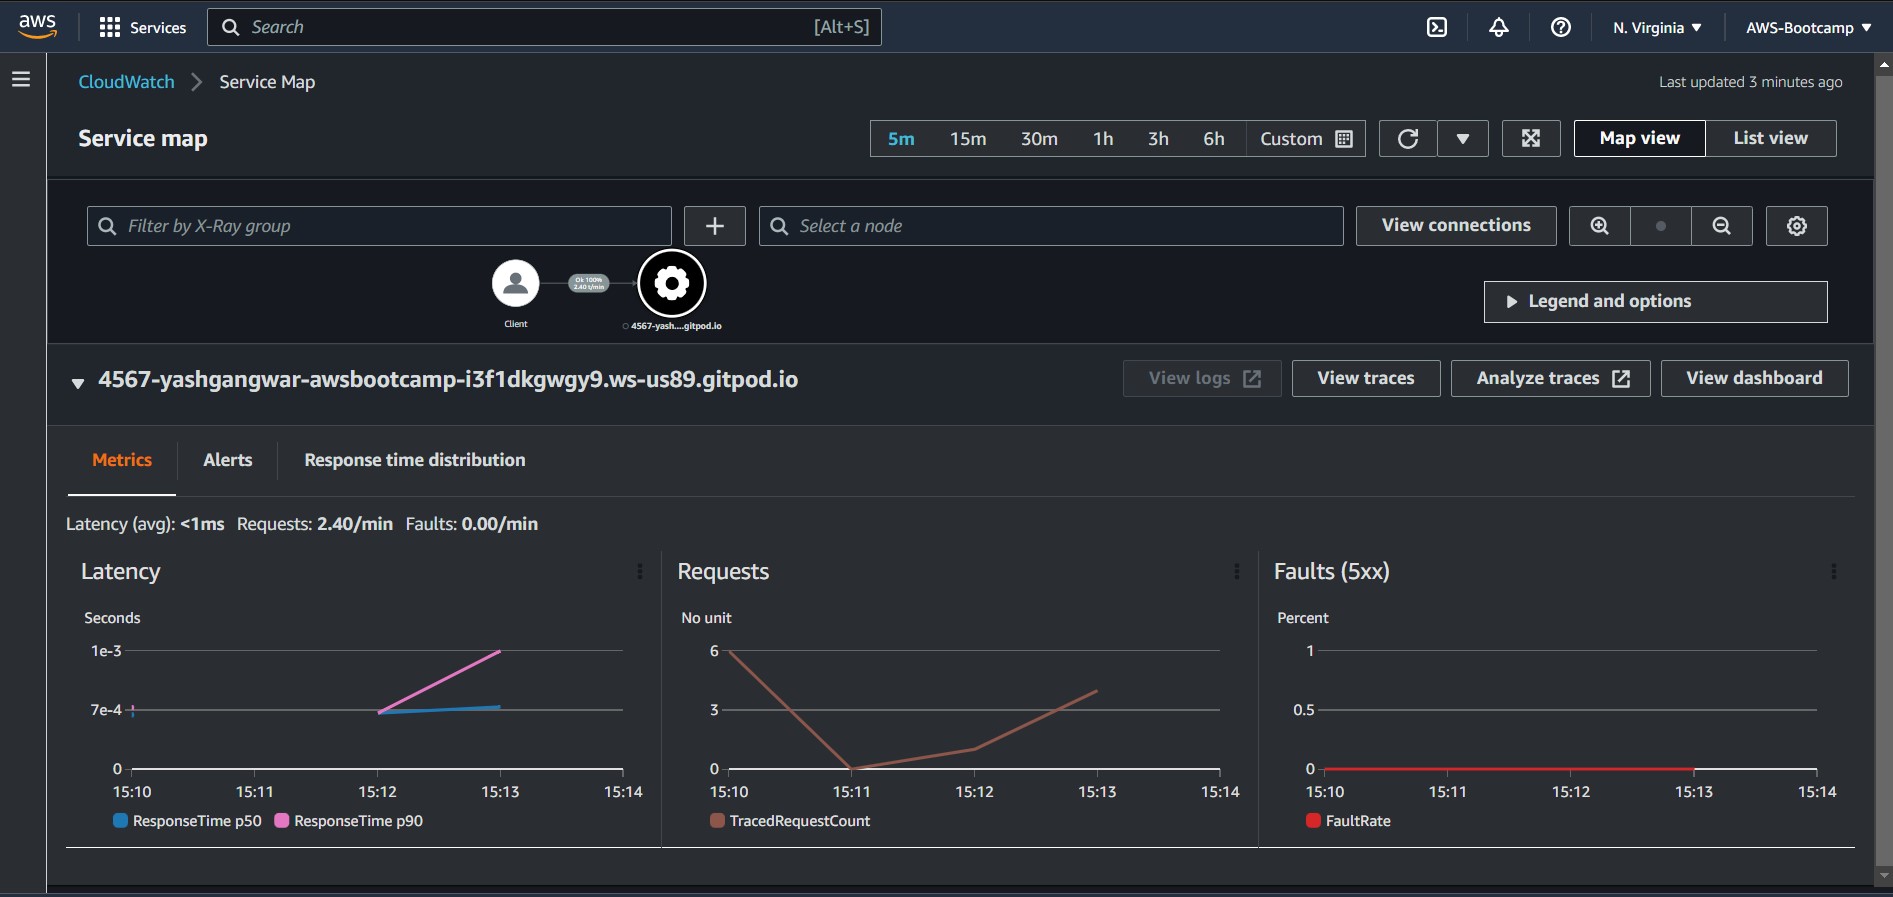 aws Services Search [Alt+S] N. Virginia AWS-Bootcamp
CloudWatch Service Map Last updated 3 minutes ago
Service map 5m 15m 30m 1h 3h 6h Custom Map view List view
Filter by X-Ray group Select a node View connections
Ok 100%
2.40 t/min
Client 4567-yash....gitpod.io
Legend and options
4567-yashgangwar-awsbootcamp-i3f1dkgwgy9.ws-us89.gitpod.io View logs View traces Analyze traces View dashboard
Metrics Alerts Response time distribution
Latency (avg): <1ms Requests: 2.40/min Faults: 0.00/min
Latency
Seconds
1e-3
7e-4
0
15:10 15:11 15:12 15:13 15:14
ResponseTime p50 ResponseTime p90
Requests
No unit
6
3
0
15:10 15:11 15:12 15:13 15:14
TracedRequestCount
Faults (5xx)
Percent
1
0.5
0
15:10 15:11 15:12 15:13 15:14
FaultRate